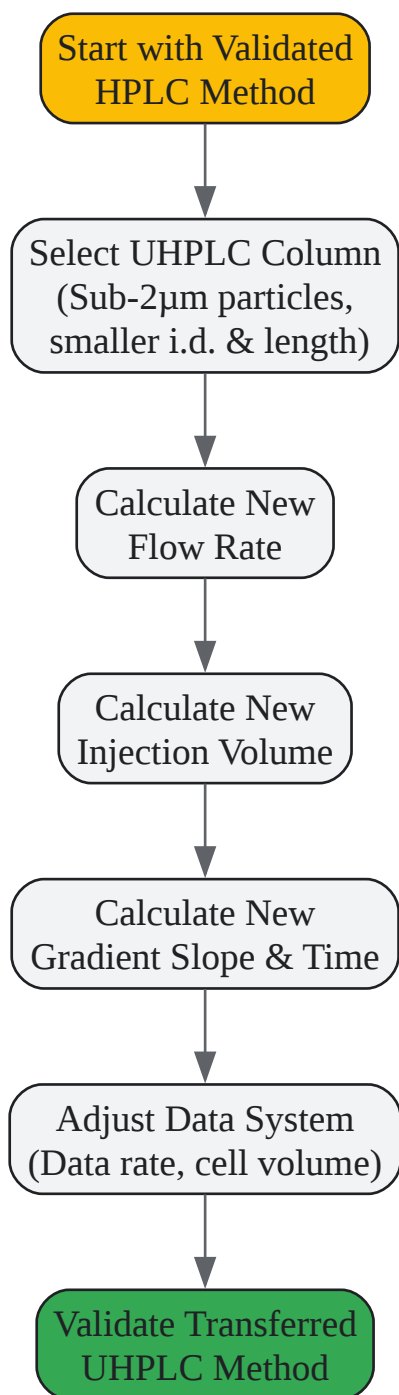 Start with Validated
HPLC Method
Select UHPLC Column
(Sub-2µm particles,
smaller i.d. & length)
Calculate New
Flow Rate
Calculate New
Injection Volume
Calculate New
Gradient Slope & Time
Adjust Data System
(Data rate, cell volume)
Validate Transferred
UHPLC Method